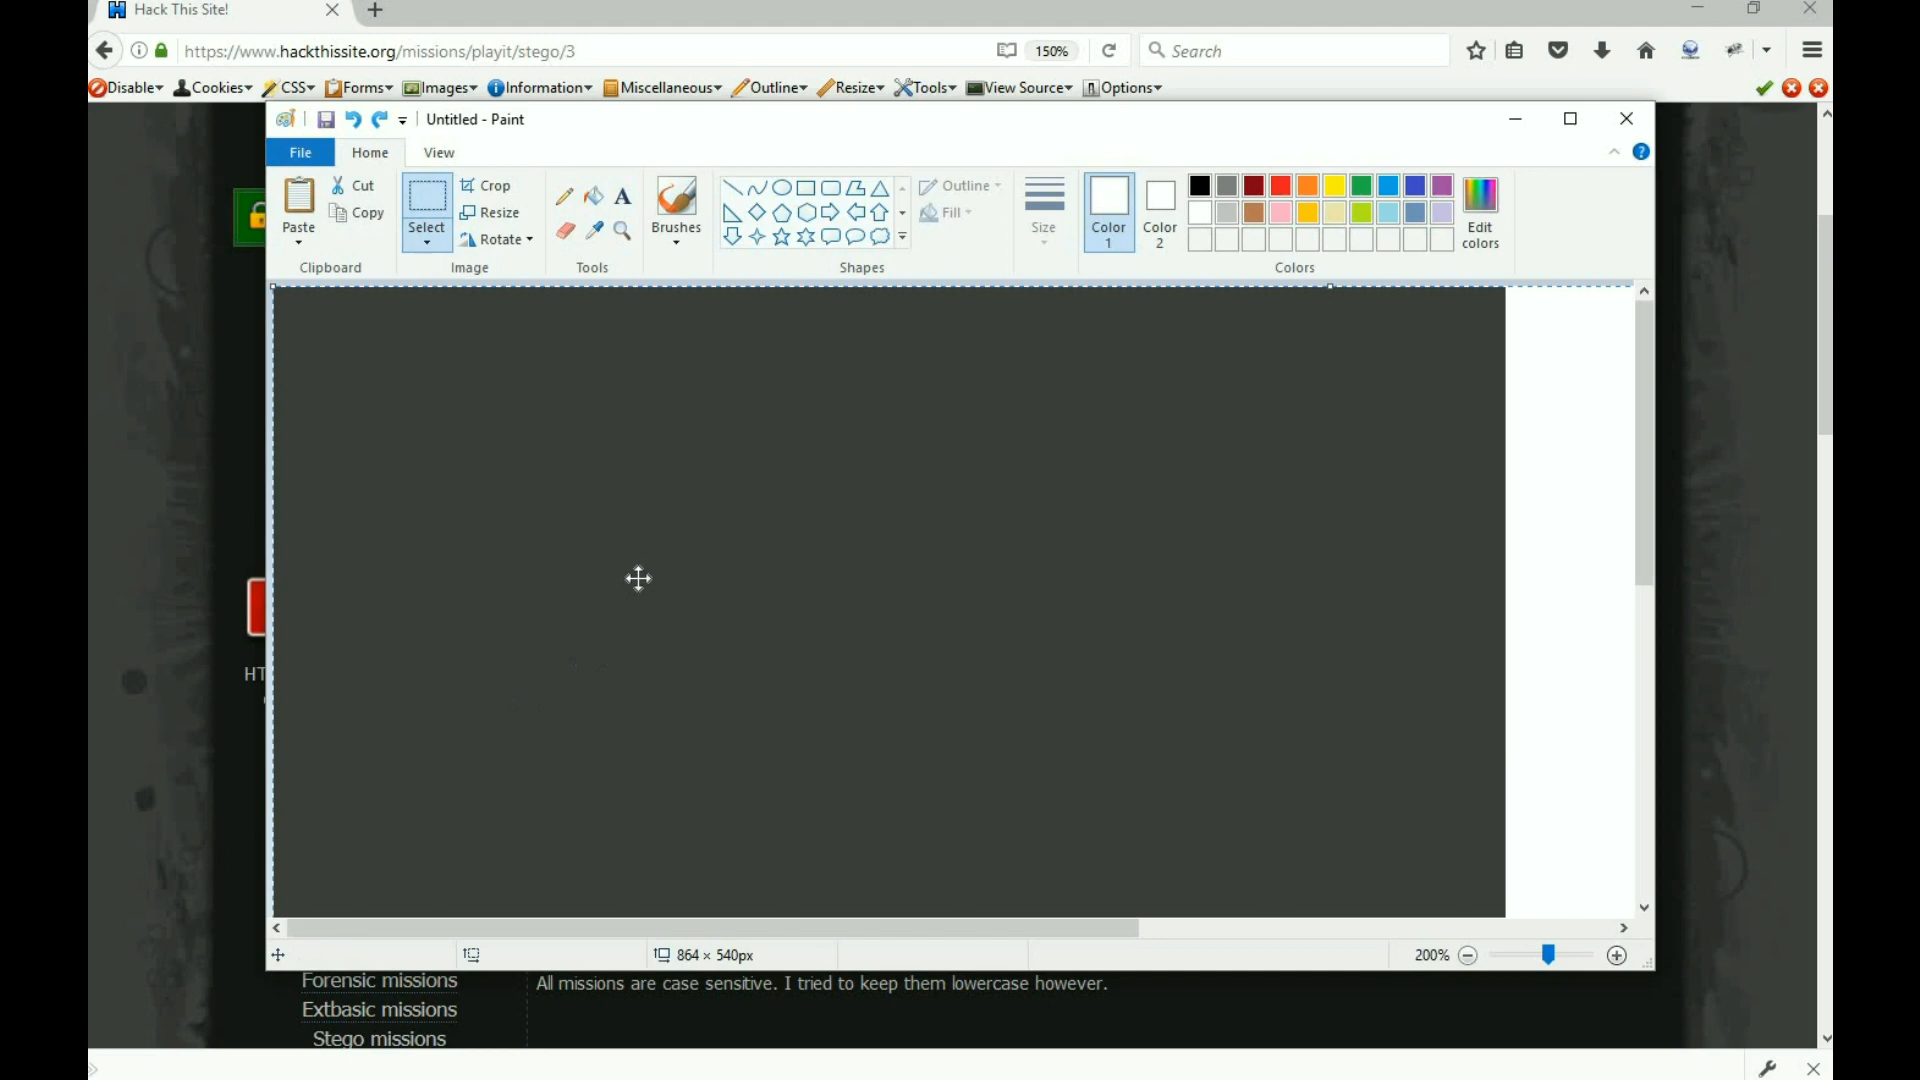 Hack This Site!
https://www.hackthissite.org/missions/playit/stego/3
150%
Search
Disable Cookies CSS Forms Images Information Miscellaneous Outline Resize Tools View Source Options
Untitled - Paint
File Home View
Paste
Cut
Copy
Clipboard
Select
Crop
Resize
Rotate
Image
A
Tools
Brushes
Shapes
Outline
Fill
Size
Color
1
Color
2
Edit
colors
Colors
HT
864 × 540px
200%
Forensic missions
Extbasic missions
Stego missions
All missions are case sensitive. I tried to keep them lowercase however.